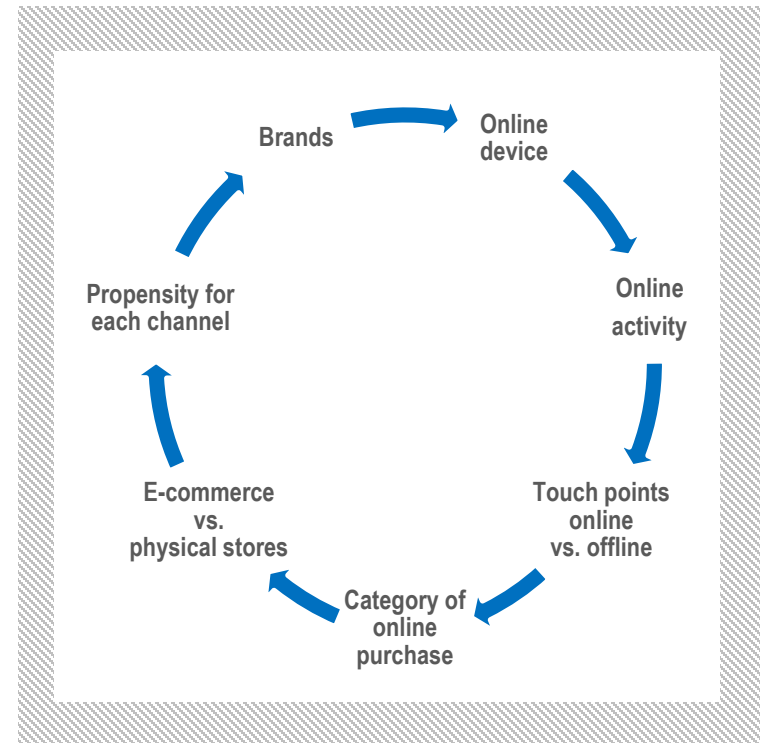 Brands
Online
device
Online
activity
Touch points
online
vs. offline
Category of
online
purchase
E-commerce
vs.
physical stores
Propensity for
each channel